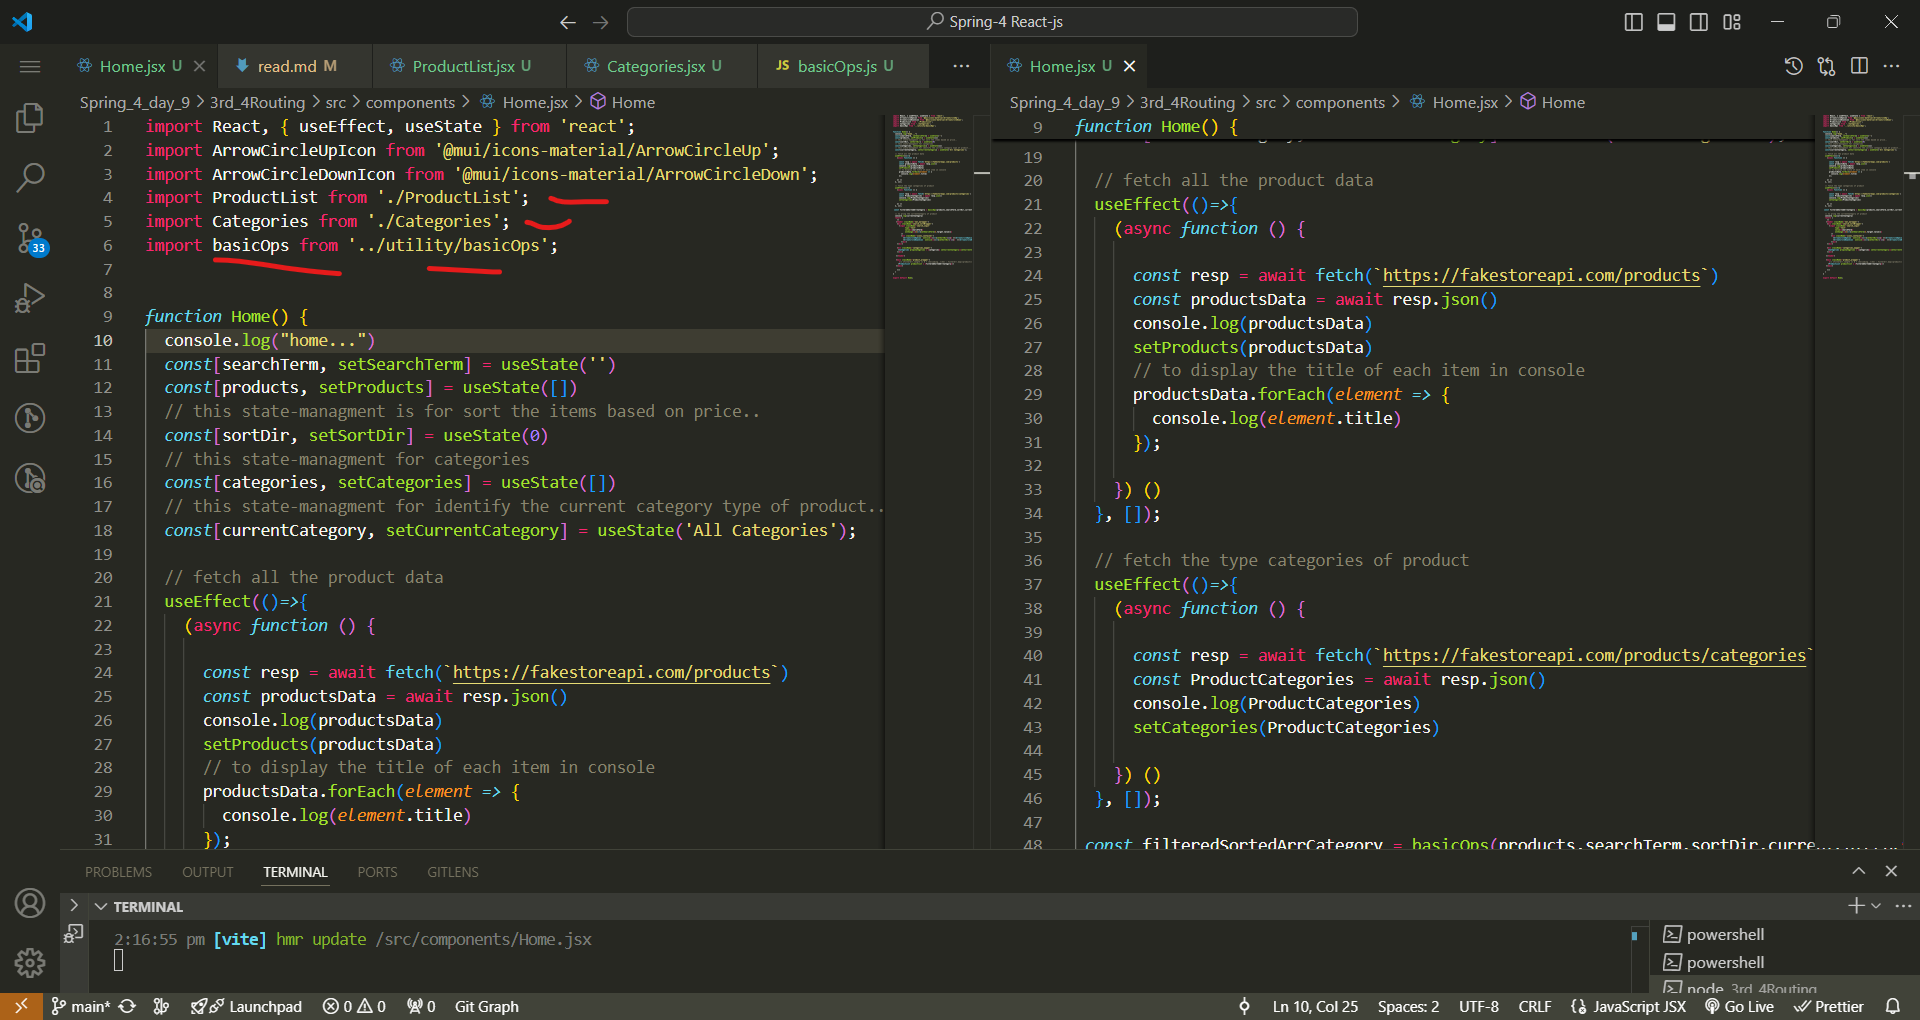 Spring-4 React-js
Home.jsx U
read.md M
ProductList.jsx U
Categories.jsx U
JS basicOps.js U
Home.jsx U
Spring_4_day_9 > 3rd_4Routing > src > components > Home.jsx > Home
1 import React, { useEffect, useState } from 'react';
2 import ArrowCircleUpIcon from '@mui/icons-material/ArrowCircleUp';
3 import ArrowCircleDownIcon from '@mui/icons-material/ArrowCircleDown';
4 import ProductList from './ProductList';
5 import Categories from './Categories';
6 import basicOps from '../utility/basicOps';
7
8
9 function Home() {
10 console.log("home...")
11 const[searchTerm, setSearchTerm] = useState('')
12 const[products, setProducts] = useState([])
13 // this state-managment is for sort the items based on price..
14 const[sortDir, setSortDir] = useState(0)
15 // this state-managment for categories
16 const[categories, setCategories] = useState([])
17 // this state-managment for identify the current category type of product..
18 const[currentCategory, setCurrentCategory] = useState('All Categories');
19
20 // fetch all the product data
21 useEffect(()=>{
22 (async function () {
23
24 const resp = await fetch(`https://fakestoreapi.com/products`)
25 const productsData = await resp.json()
26 console.log(productsData)
27 setProducts(productsData)
28 // to display the title of each item in console
29 productsData.forEach(element => {
30 console.log(element.title)
31 });
Spring_4_day_9 > 3rd_4Routing > src > components > Home.jsx > Home
9 function Home() {
19
20 // fetch all the product data
21 useEffect(()=>{
22 (async function () {
23
24 const resp = await fetch(`https://fakestoreapi.com/products`)
25 const productsData = await resp.json()
26 console.log(productsData)
27 setProducts(productsData)
28 // to display the title of each item in console
29 productsData.forEach(element => {
30 console.log(element.title)
31 });
32
33 }) ()
34 }, []);
35
36 // fetch the type categories of product
37 useEffect(()=>{
38 (async function () {
39
40 const resp = await fetch(`https://fakestoreapi.com/products/categories`
41 const ProductCategories = await resp.json()
42 console.log(ProductCategories)
43 setCategories(ProductCategories)
44
45 }) ()
46 }, []);
47
48 const filteredSortedArrCategory = basicOps(products,searchTerm,sortDir,curre
33
PROBLEMS OUTPUT TERMINAL PORTS GITLENS
TERMINAL
2:16:55 pm [vite] hmr update /src/components/Home.jsx
powershell
powershell
node 3rd_4Routing
main* Launchpad 0 0 0 Git Graph
Ln 10, Col 25 Spaces: 2 UTF-8 CRLF {} JavaScript JSX Go Live Prettier